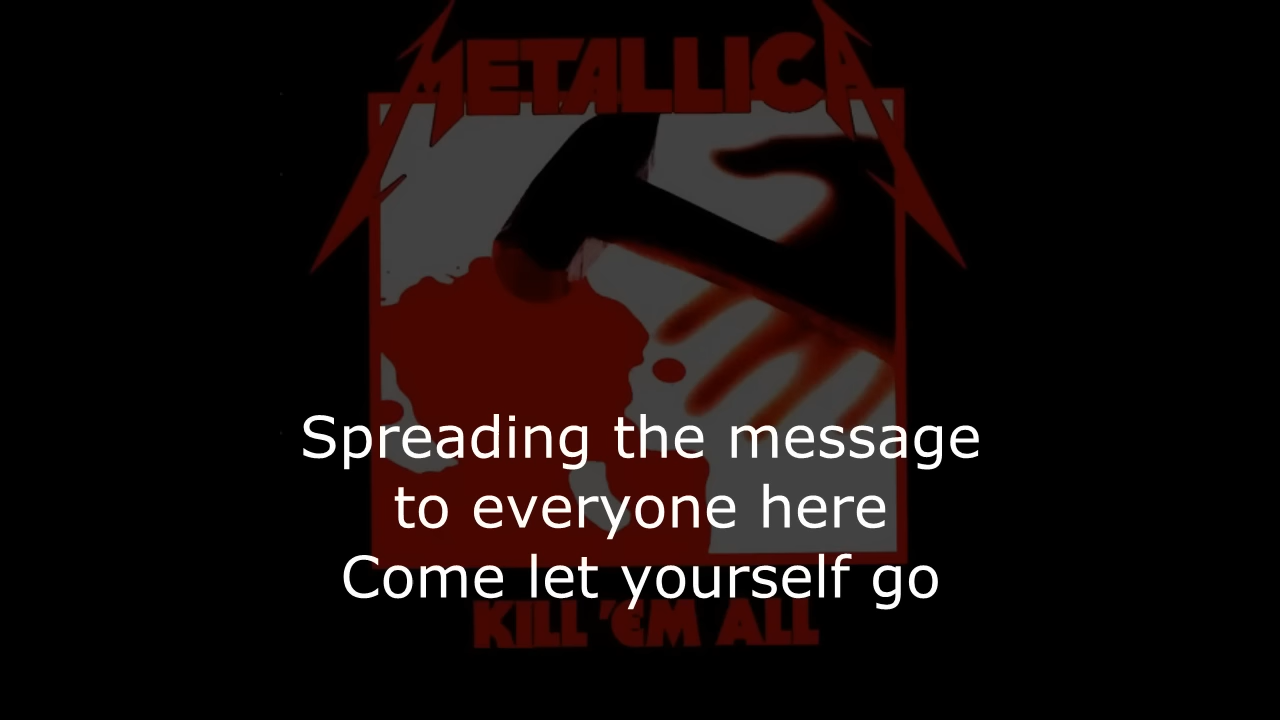 METALLICA
Spreading the message
to everyone here
Come let yourself go
KILL 'EM ALL